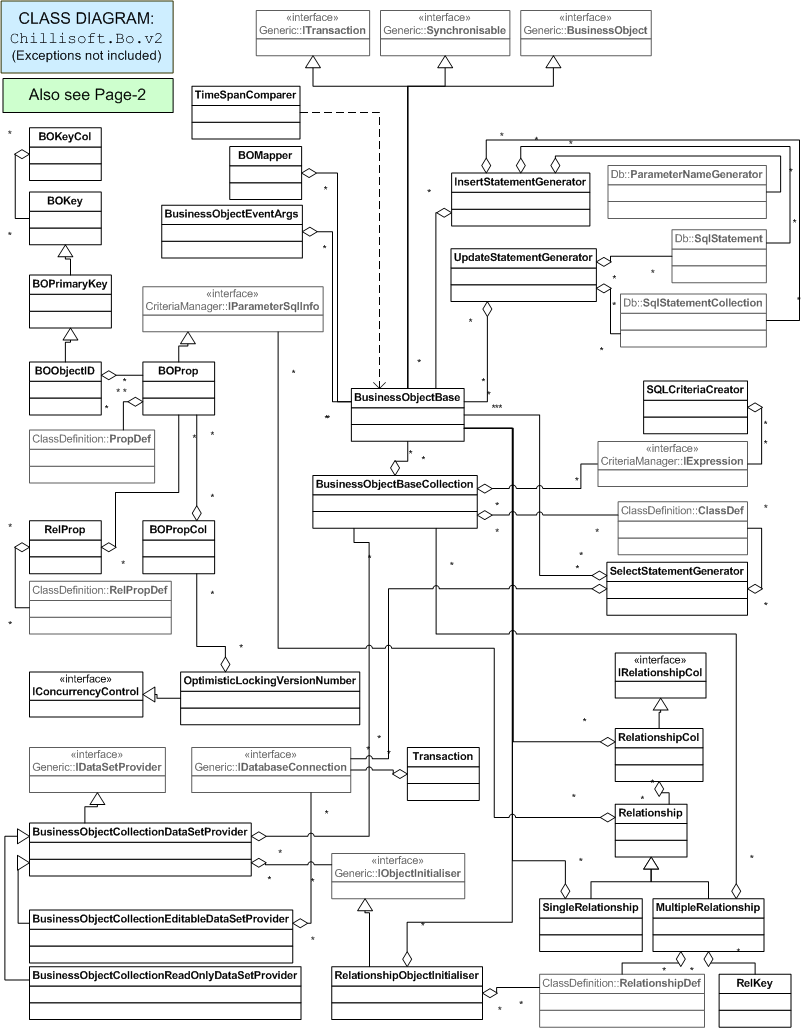 CLASS DIAGRAM:
Chillisoft.Bo.v2
(Exceptions not included)
Also see Page-2
«interface»
Generic::ITransaction
«interface»
Generic::Synchronisable
«interface»
Generic::BusinessObject
TimeSpanComparer
BOKeyCol
BOMapper
BOKey
BusinessObjectEventArgs
InsertStatementGenerator
Db::ParameterNameGenerator
Db::SqlStatement
UpdateStatementGenerator
Db::SqlStatementCollection
BOPrimaryKey
«interface»
CriteriaManager::IParameterSqlInfo
BOObjectID
BOProp
BusinessObjectBase
SQLCriteriaCreator
ClassDefinition::PropDef
«interface»
CriteriaManager::IExpression
BusinessObjectBaseCollection
ClassDefinition::ClassDef
RelProp
BOPropCol
SelectStatementGenerator
ClassDefinition::RelPropDef
«interface»
IRelationshipCol
«interface»
IConcurrencyControl
OptimisticLockingVersionNumber
RelationshipCol
«interface»
Generic::IDataSetProvider
«interface»
Generic::IDatabaseConnection
Transaction
Relationship
BusinessObjectCollectionDataSetProvider
«interface»
Generic::IObjectInitialiser
SingleRelationship
MultipleRelationship
BusinessObjectCollectionEditableDataSetProvider
BusinessObjectCollectionReadOnlyDataSetProvider
RelationshipObjectInitialiser
ClassDefinition::RelationshipDef
RelKey